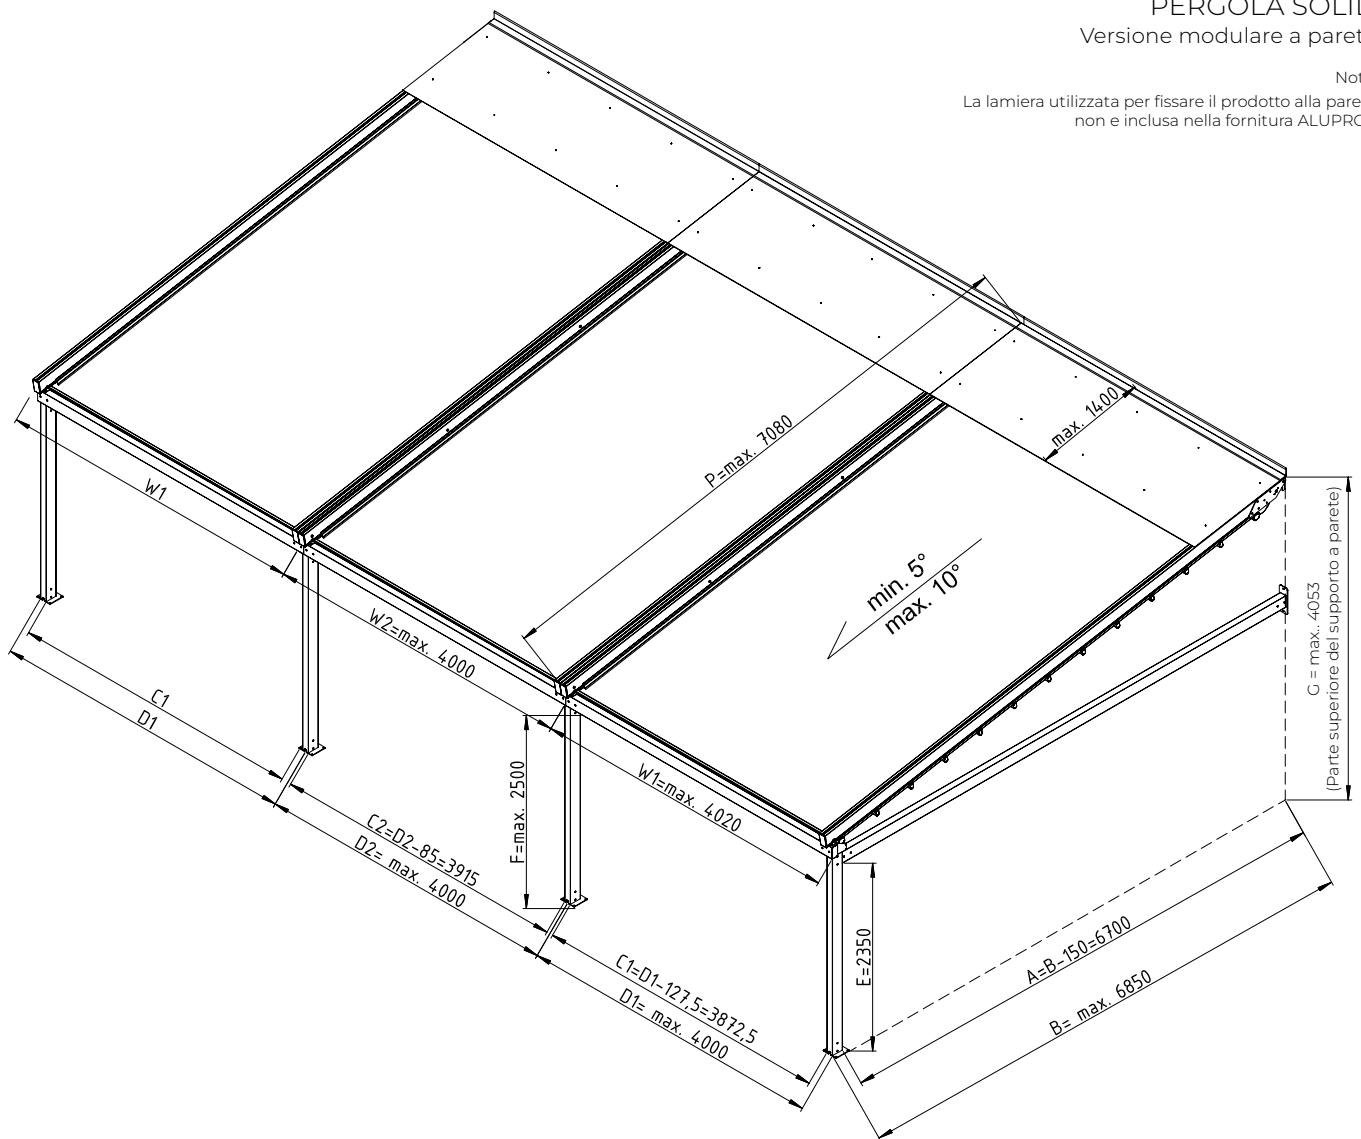 PERGOLA SOLI
Versione modulare a paret
Not
La lamiera utilizzata per fissare il prodotto alla pare
non e inclusa nella fornitura ALUPRO
max. 1400
P=max. 7080
W1
W2=max. 4000
W1=max. 4020
min. 5°
max. 10°
G = max.. 4053
(Parte superiore del supporto a parete)
C1
D1
C2=D2-85=3915
D2= max. 4000
F=max. 2500
C1=D1-127,5=3872,5
D1= max. 4000
E=2350
A=B-150=6700
B= max. 6850